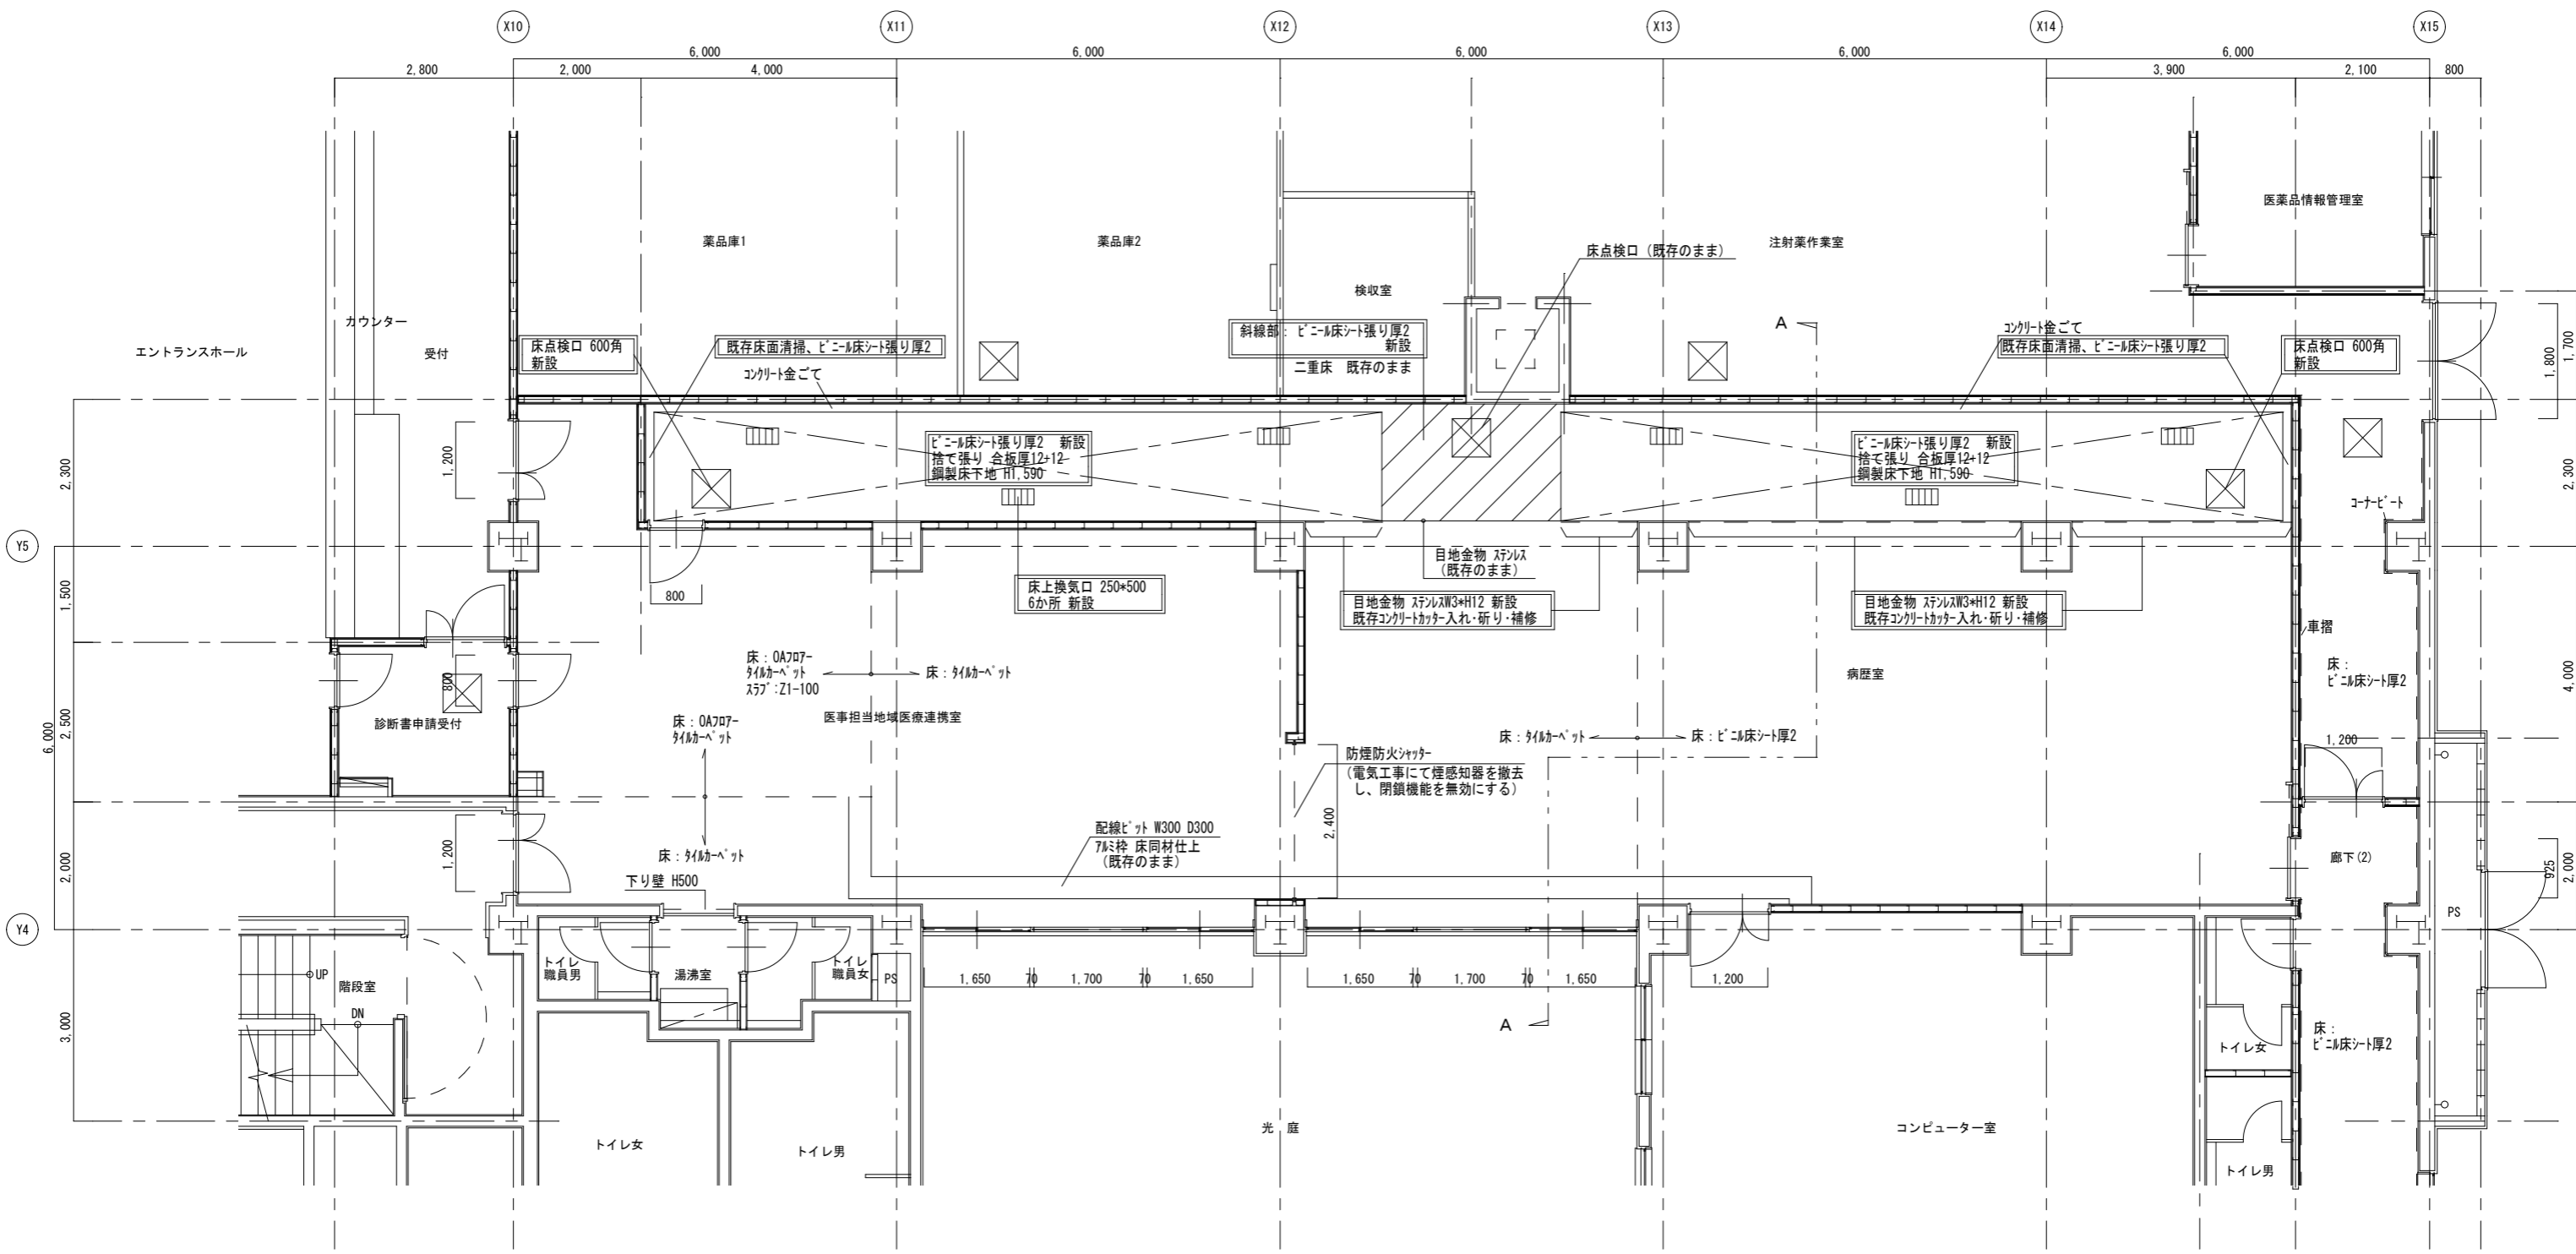 X10
X11
X12
X13
X14
X15
6,000
6,000
6,000
6,000
6,000
2,800
2,000
4,000
3,900
2,100
800
エントランスホール
カウンター
受付
薬品庫1
薬品庫2
検収室
注射薬作業室
医薬品情報管理室
床点検口 (既存のまま)
床点検口 600角
新設
既存床面清掃、ビニール床シート張り厚2
コンクリート金ごて
斜線部: ビニール床シート張り厚2
新設
二重床 既存のまま
A
コンクリート金ごて
既存床面清掃、ビニール床シート張り厚2
床点検口 600角
新設
1,800
1,700
ビニール床シート張り厚2 新設
捨て張り 合板厚12+12
鋼製床下地 H1,590
ビニール床シート張り厚2 新設
捨て張り 合板厚12+12
鋼製床下地 H1,590
1,200
2,300
2,300
コーナービート
Y5
目地金物 ステンレス
(既存のまま)
床上換気口 250*500
6か所 新設
800
目地金物 ステンレスW3*H12 新設
既存コンクリートカッター入れ・斫り・補修
目地金物 ステンレスW3*H12 新設
既存コンクリートカッター入れ・斫り・補修
1,500
車摺
床:
ビニル床シート厚2
4,000
床:OAフロアー
タイルカーペット
スラブ:Z1-100
床:タイルカーペット
病歴室
800
診断書申請受付
床:OAフロアー
タイルカーペット
医事担当地域医療連携室
6,000
2,500
床:タイルカーペット
床:ビニル床シート厚2
防煙防火シャッター
(電気工事にて煙感知器を撤去
し、閉鎖機能を無効にする)
1,200
2,400
配線ピット W300 D300
アルミ枠 床同材仕上
(既存のまま)
床:タイルカーペット
1,200
2,000
下り壁 H500
廊下(2)
925
2,000
Y4
PS
UP
階段室
DN
トイレ
職員男
湯沸室
トイレ
職員女
PS
1,650
70
1,700
70
1,650
1,650
70
1,700
70
1,650
1,200
3,000
A
床:
ビニル床シート厚2
トイレ女
トイレ女
トイレ男
光 庭
コンピューター室
トイレ男